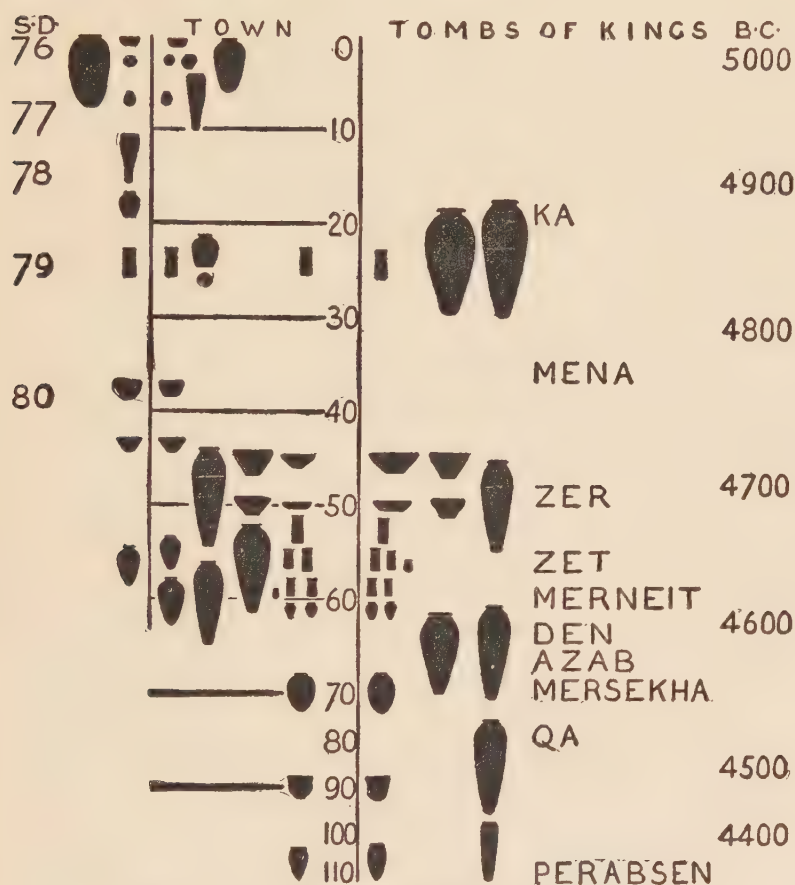 S.D. TOWN TOMBS OF KINGS B.C.
76 0 5000
77 10
78 4900
20 KA
79
30 4800
MENA
80 40
4700
50 ZER
ZET
60 MERNEIT 4600
DEN
AZAB
70 MERSEKHA
80 QA
90 4500
100 4400
110 PERABSEN